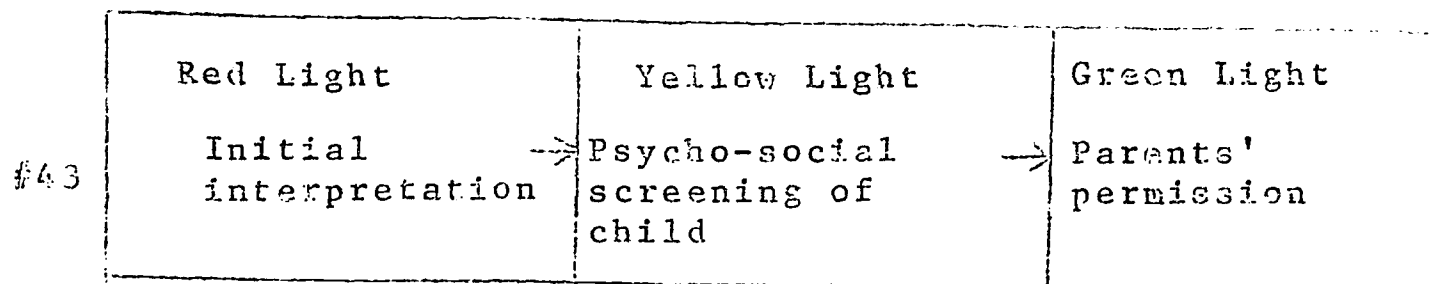 Red Light
Initial
interpretation
Yellow Light
Psycho-social
screening of
child
Green Light
Parents'
permission
#43